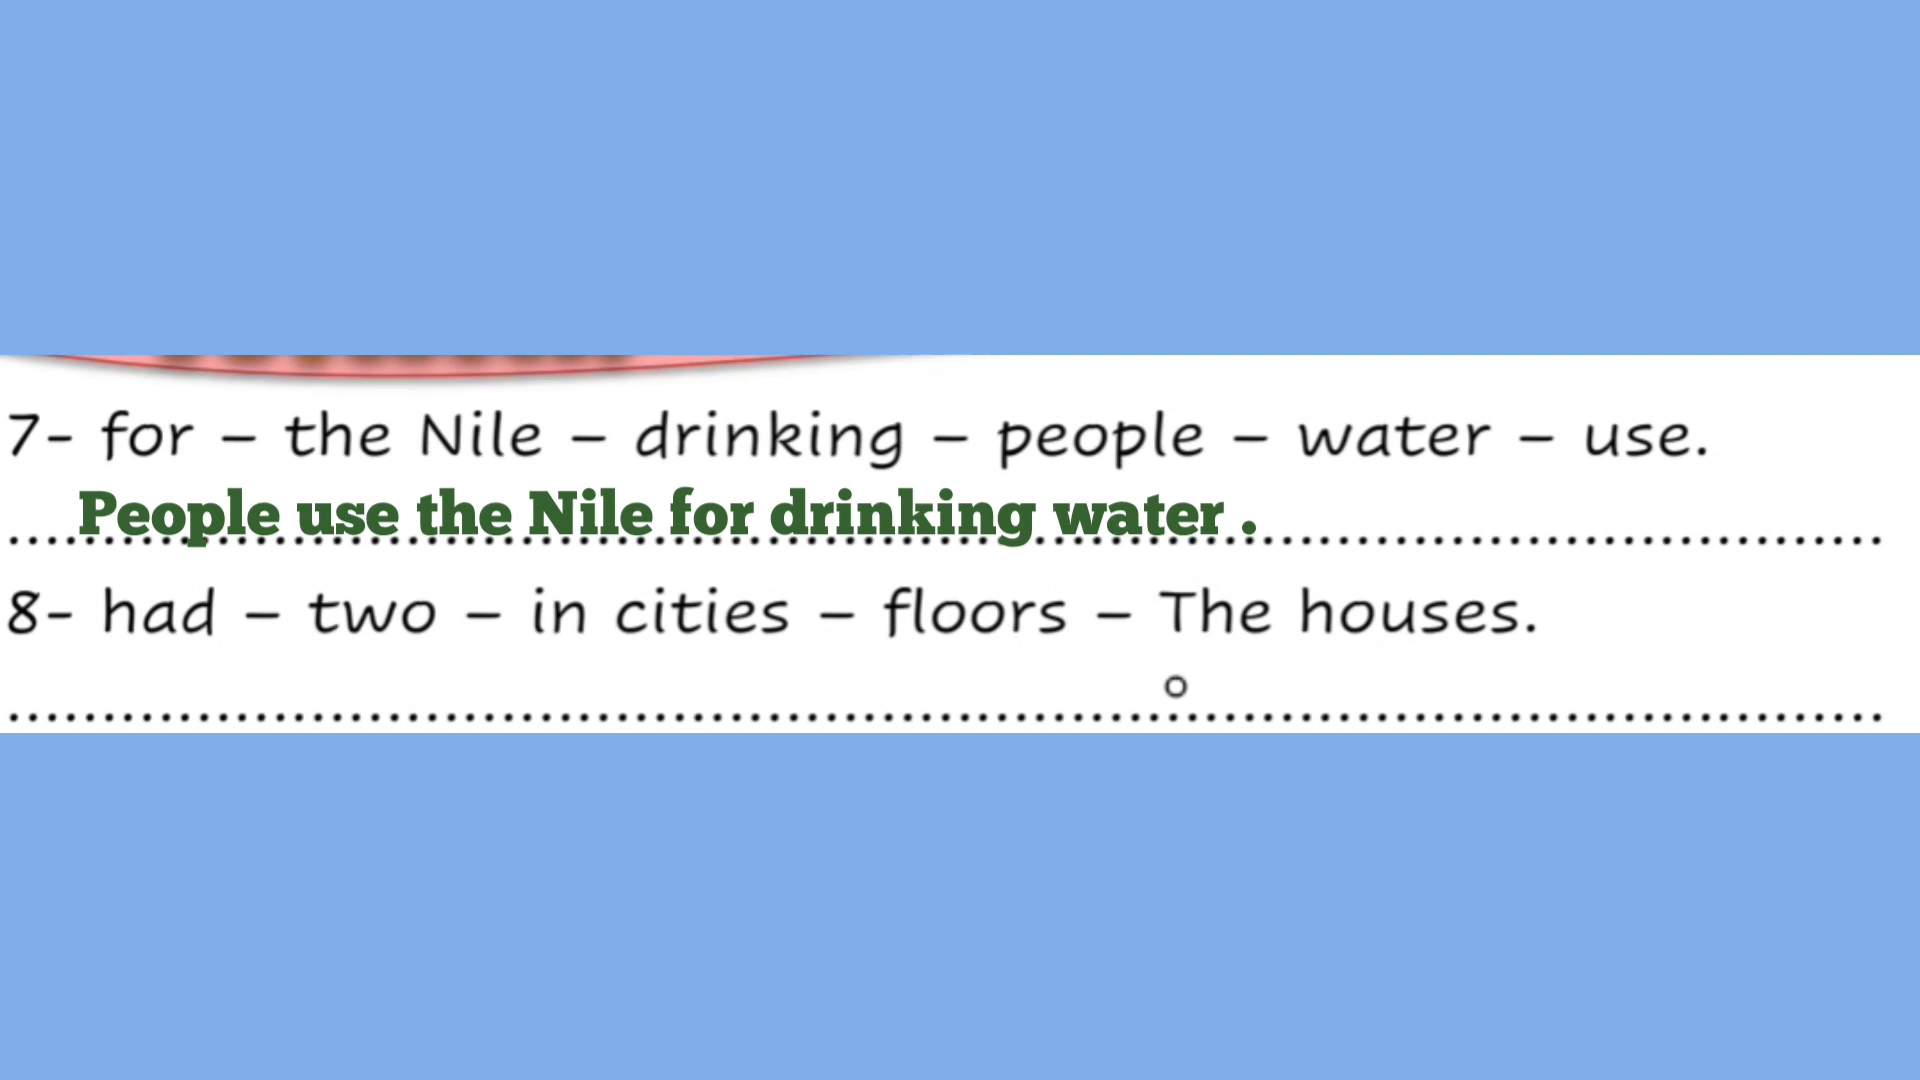 7- for – the Nile – drinking – people – water – use.
People use the Nile for drinking water .
8- had – two – in cities – floors – The houses.